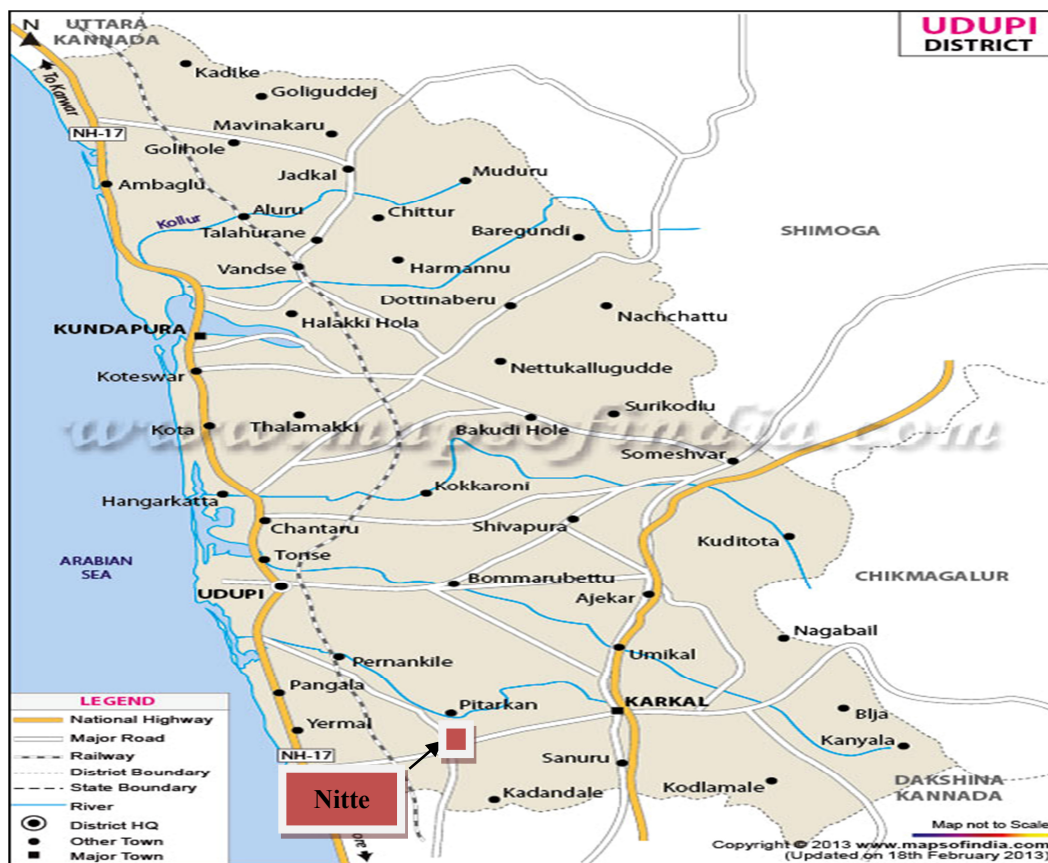 N
UTTARA
KANNADA
UDUPI
DISTRICT
To Karwar
Kadike
Goliguddej
NH-17
Mavinakaru
Golihole
Jadkal
Muduru
Ambaglu
Kollur
Aluru
Chittur
Talahurane
Baregundi
SHIMOGA
Vandse
Harmannu
Dottinaberu
Halakki Hola
Nachchattu
KUNDAPURA
Koteswar
Nettukallugudde
www.mapsofindia.com
Kota
Thalamakki
Bakudi Hole
Surikodlu
Someshvar
Hangarkatta
Kokkaroni
Chantaru
Shivapura
Kuditota
ARABIAN
SEA
Tonse
UDUPI
Bommarubettu
Ajekar
CHIKMAGALUR
Nagabail
Pernankile
Umikal
Pangala
Pitarkan
KARKAL
Blja
Yermal
Kanyala
NH-17
Sanuru
Nitte
Kadandale
Kodlamale
DAKSHINA
KANNADA
LEGEND
National Highway
Major Road
Railway
District Boundary
State Boundary
River
District HQ
Other Town
Major Town
Map not to Scale
Copyright © 2013 www.mapsofindia.com
(Updated on 18th February 2013)